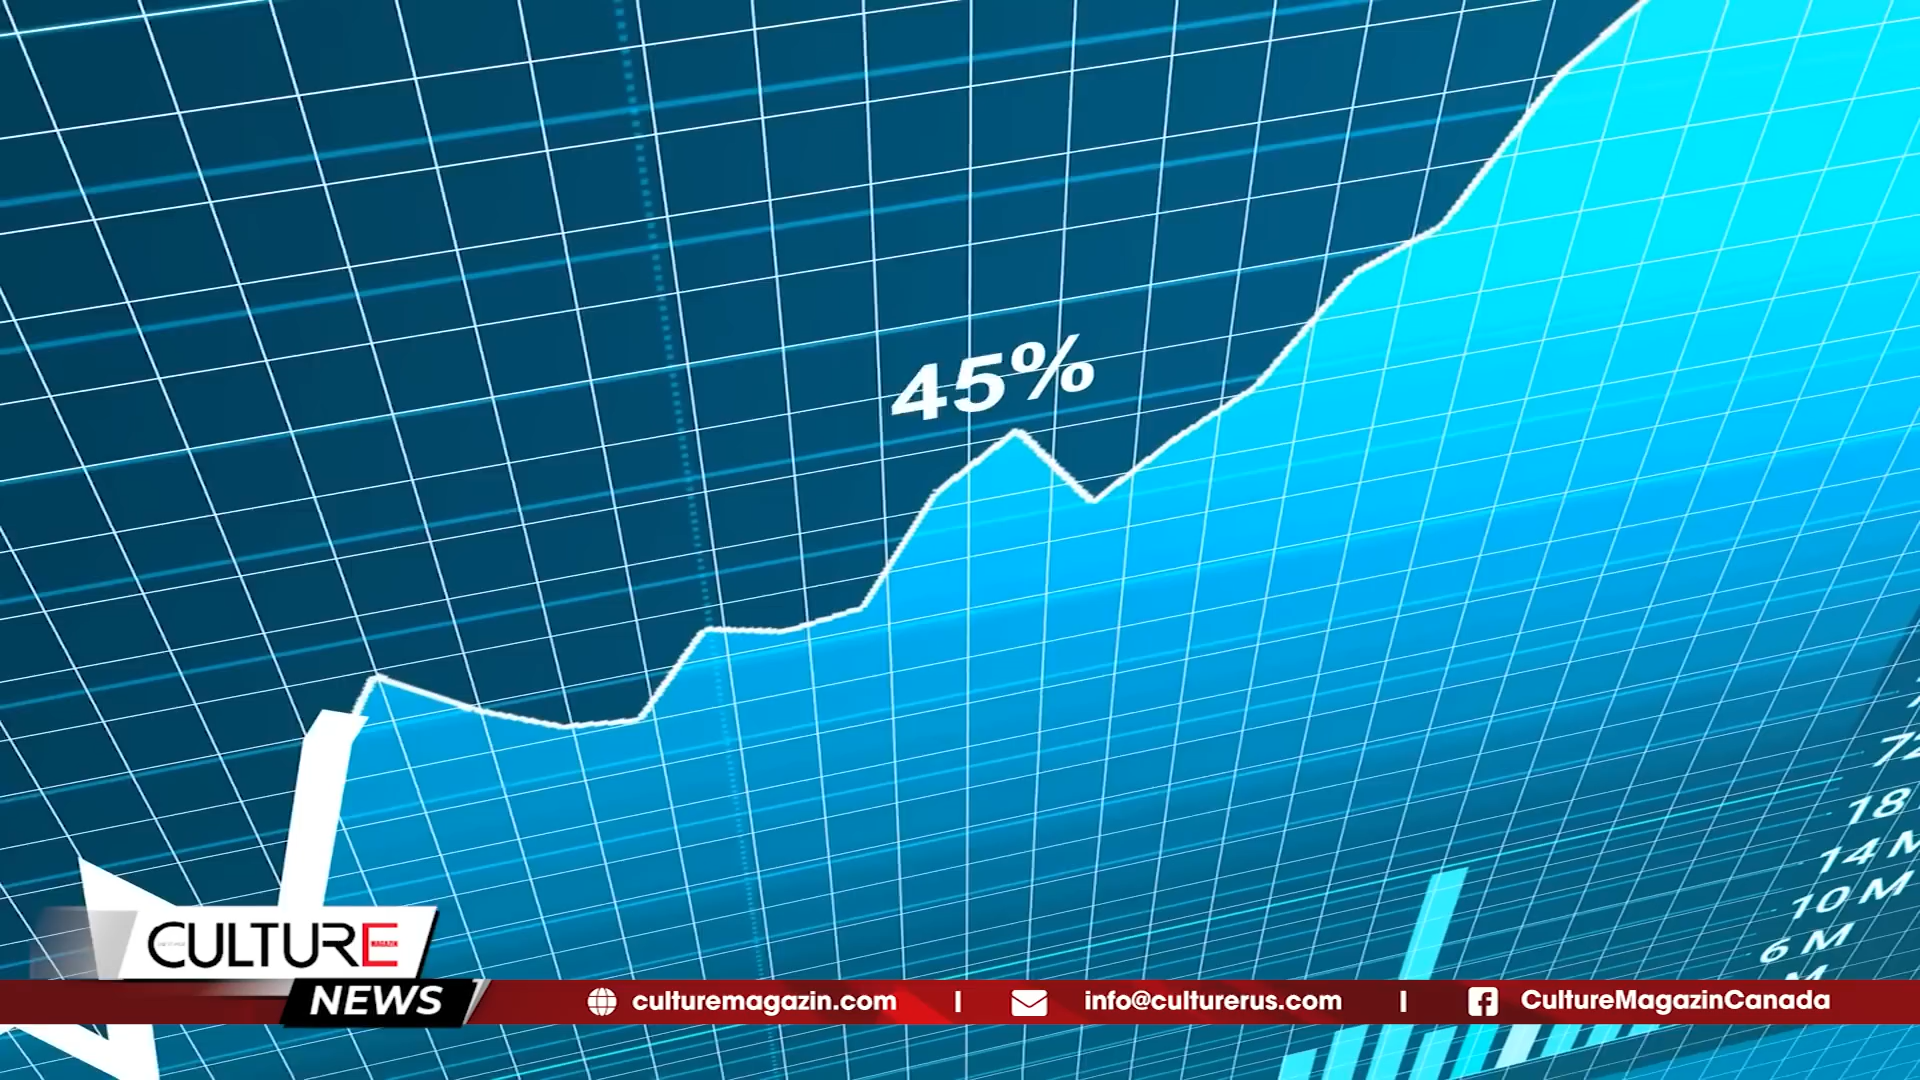 45%
18
14 M
10 M
6 M
M
CULTURE
MAGAZIN
NEWS
culturemagazin.com | info@culturerus.com | CultureMagazinCanada